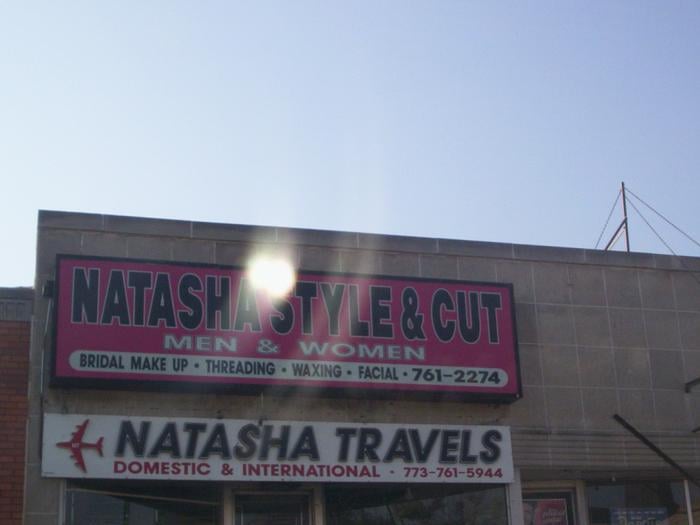 NATASHA STYLE & CUT
MEN & WOMEN
BRIDAL MAKE UP · THREADING · WAXING · FACIAL · 761-2274
NATASHA TRAVELS
DOMESTIC & INTERNATIONAL · 773-761-5944